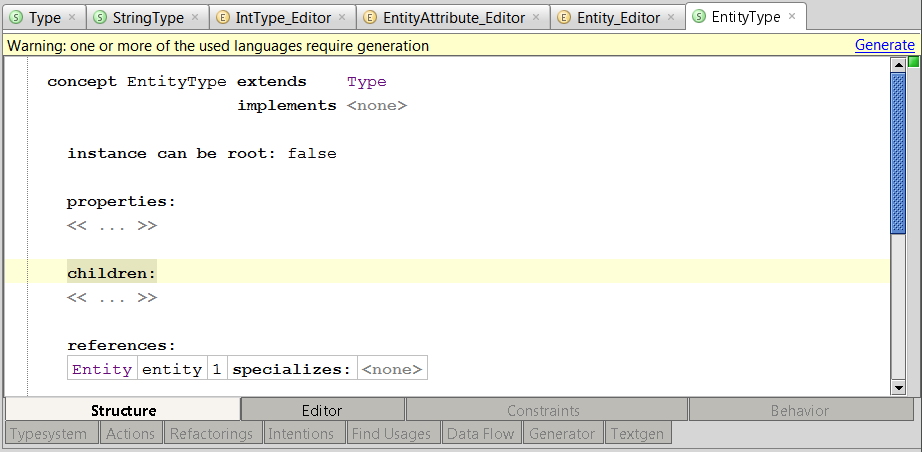 S Type × S StringType × E IntType_Editor × E EntityAttribute_Editor × E Entity_Editor × S EntityType ×
Warning: one or more of the used languages require generation Generate
concept EntityType extends Type
implements <none>
instance can be root: false
properties:
<< ... >>
children:
<< ... >>
references:
Entity entity 1 specializes: <none>
Structure Editor Constraints Behavior
Typesystem Actions Refactorings Intentions Find Usages Data Flow Generator Textgen